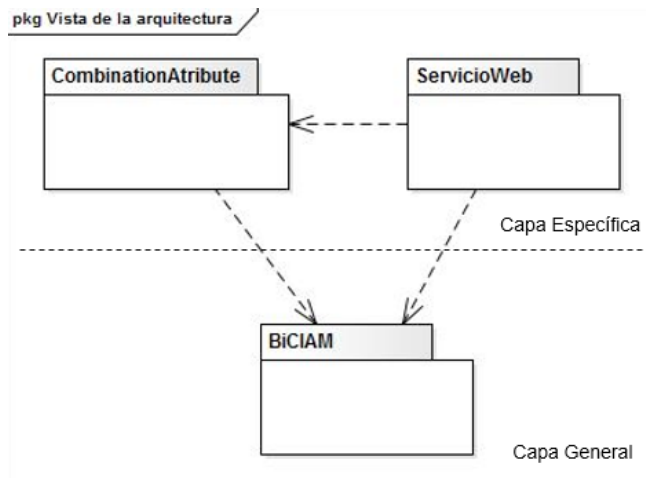 pkg Vista de la arquitectura
CombinationAtribute
ServicioWeb
Capa Específica
BiCIAM
Capa General